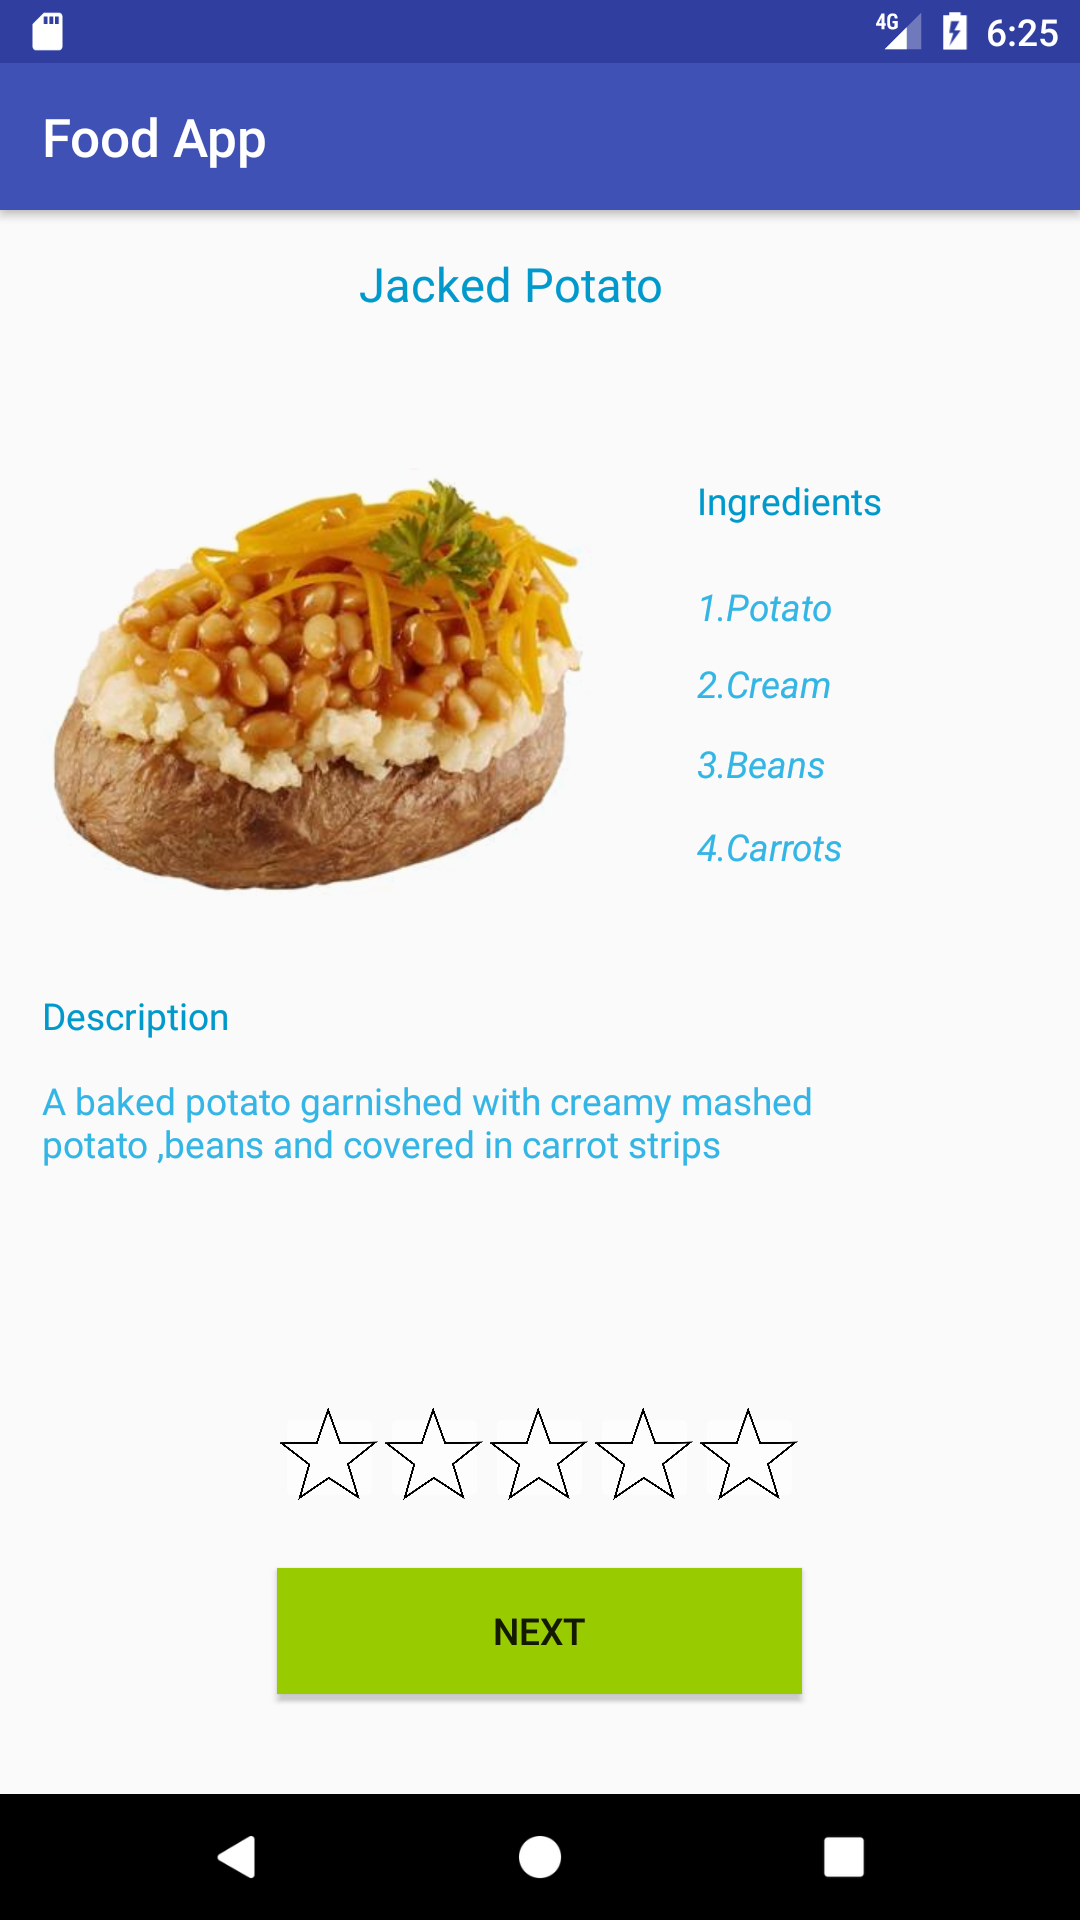 4G 6:25
Food App
Jacked Potato
Ingredients
1.Potato
2.Cream
3.Beans
4.Carrots
Description
A baked potato garnished with creamy mashed
potato ,beans and covered in carrot strips
NEXT